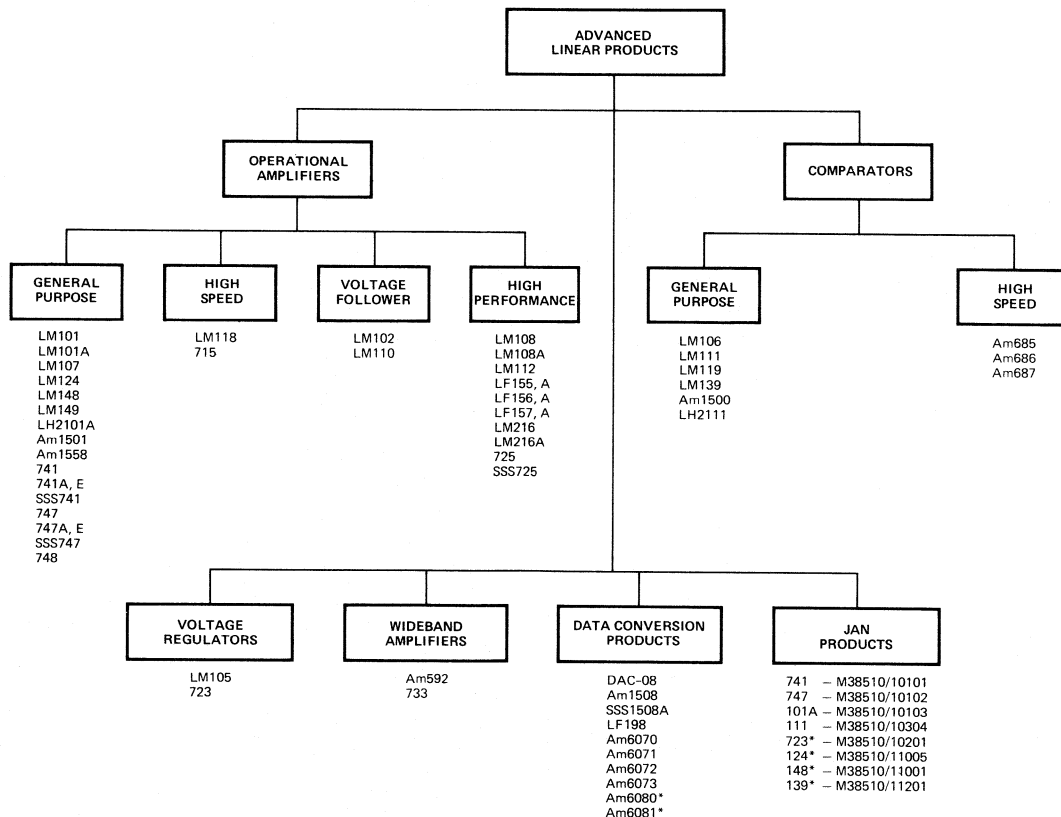 ADVANCED
LINEAR PRODUCTS
OPERATIONAL
AMPLIFIERS
COMPARATORS
GENERAL
PURPOSE
LM101
LM101A
LM107
LM124
LM148
LM149
LH2101A
Am1501
Am1558
741
741A, E
SSS741
747
747A, E
SSS747
748
HIGH
SPEED
LM118
715
VOLTAGE
FOLLOWER
LM102
LM110
HIGH
PERFORMANCE
LM108
LM108A
LM112
LF155, A
LF156, A
LF157, A
LM216
LM216A
725
SSS725
GENERAL
PURPOSE
LM106
LM111
LM119
LM139
Am1500
LH2111
HIGH
SPEED
Am685
Am686
Am687
VOLTAGE
REGULATORS
LM105
723
WIDEBAND
AMPLIFIERS
Am592
733
DATA CONVERSION
PRODUCTS
DAC-08
Am1508
SSS1508A
LF198
Am6070
Am6071
Am6072
Am6073
Am6080*
Am6081*
JAN
PRODUCTS
741 – M38510/10101
747 – M38510/10102
101A – M38510/10103
111 – M38510/10304
723* – M38510/10201
124* – M38510/11005
148* – M38510/11001
139* – M38510/11201